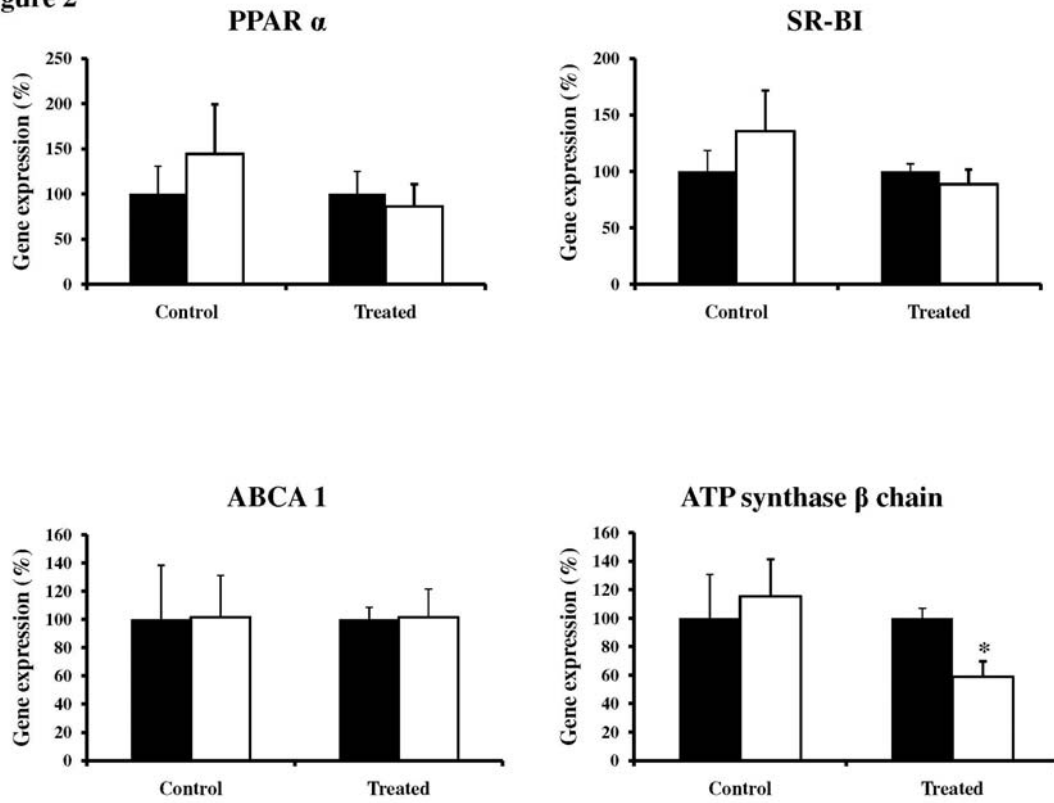 gure 2
PPAR α
Gene expression (%)
250
200
150
100
50
0
Control
Treated
SR-BI
Gene expression (%)
200
150
100
50
0
Control
Treated
ABCA 1
Gene expression (%)
160
140
120
100
80
60
40
20
0
Control
Treated
ATP synthase β chain
Gene expression (%)
160
140
120
100
80
60
40
20
0
*
Control
Treated